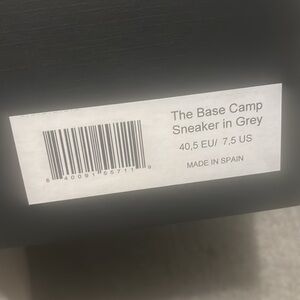 The Base Camp
Sneaker in Grey
40,5 EU/ 7,5 US
MADE IN SPAIN